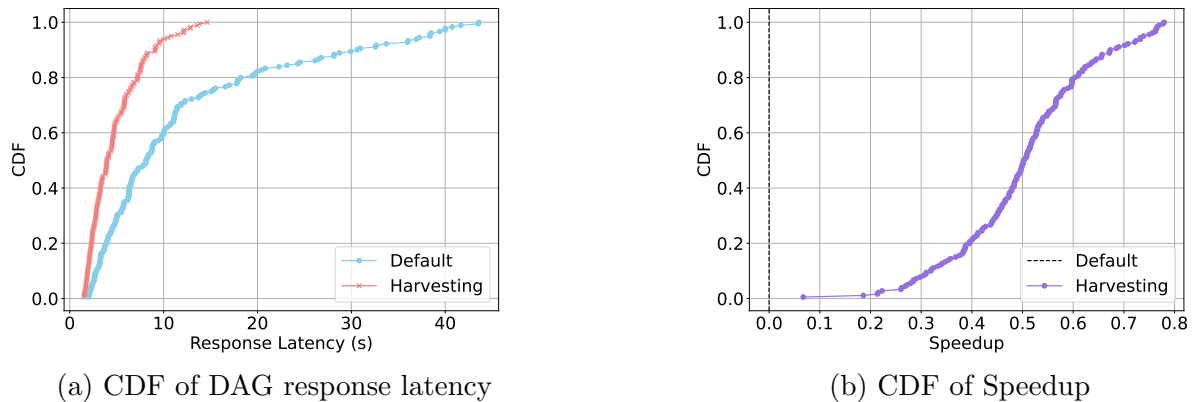 CDF
1.0
0.8
0.6
0.4
0.2
0.0
Default
Harvesting
0 10 20 30 40
Response Latency (s)
(a) CDF of DAG response latency
CDF
1.0
0.8
0.6
0.4
0.2
0.0
Default
Harvesting
0.0 0.1 0.2 0.3 0.4 0.5 0.6 0.7 0.8
Speedup
(b) CDF of Speedup